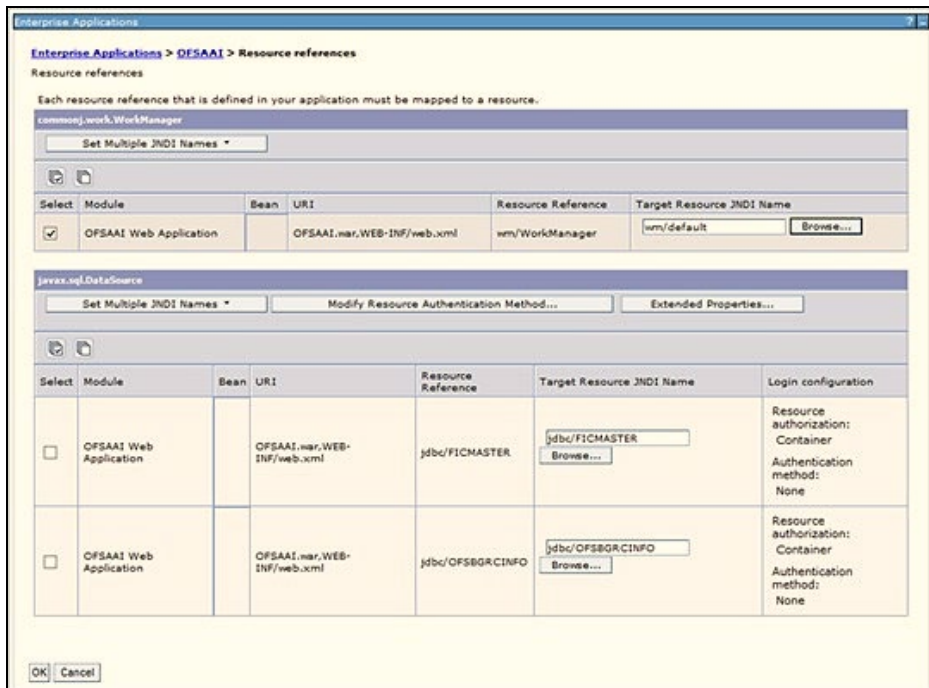 Enterprise Applications
Enterprise Applications > OFSAAI > Resource references
Resource references
Each resource reference that is defined in your application must be mapped to a resource.
commonj.work.WorkManager
Set Multiple JNDI Names
Select Module Bean URI Resource Reference Target Resource JNDI Name
OFSAAI Web Application OFSAAI.war,WEB-INF/web.xml wm/WorkManager wm/default Browse...
javax.sql.DataSource
Set Multiple JNDI Names Modify Resource Authentication Method... Extended Properties...
Select Module Bean URI Resource Reference Target Resource JNDI Name Login configuration
OFSAAI Web Application OFSAAI.war,WEB-INF/web.xml jdbc/FICMASTER jdbc/FICMASTER Browse... Resource authorization: Container Authentication method: None
OFSAAI Web Application OFSAAI.war,WEB-INF/web.xml jdbc/OFSBGRCINFO jdbc/OFSBGRCINFO Browse... Resource authorization: Container Authentication method: None
OK Cancel